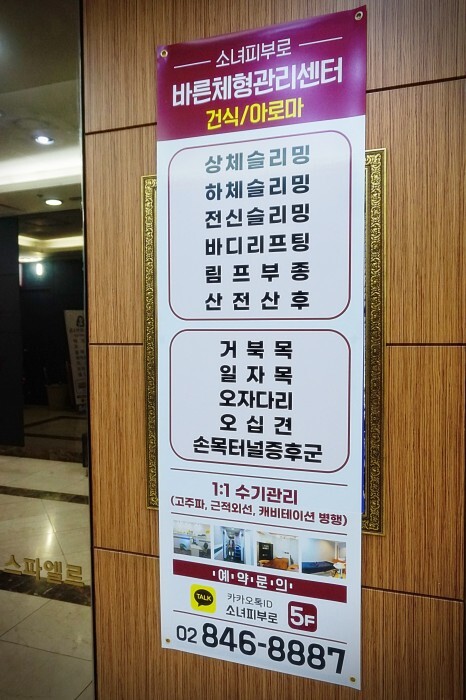 소녀피부로
바른체형관리센터
건식/아로마
상체슬리밍
하체슬리밍
전신슬리밍
바디리프팅
림프부종
산전산후
거북목
일자목
오자다리
오십견
손목터널증후군
1:1 수기관리
(고주파, 근적외선, 캐비테이션 병행)
예약문의
TALK
카카오톡ID
소녀피부로
5F
02 846-8887
스파엘르